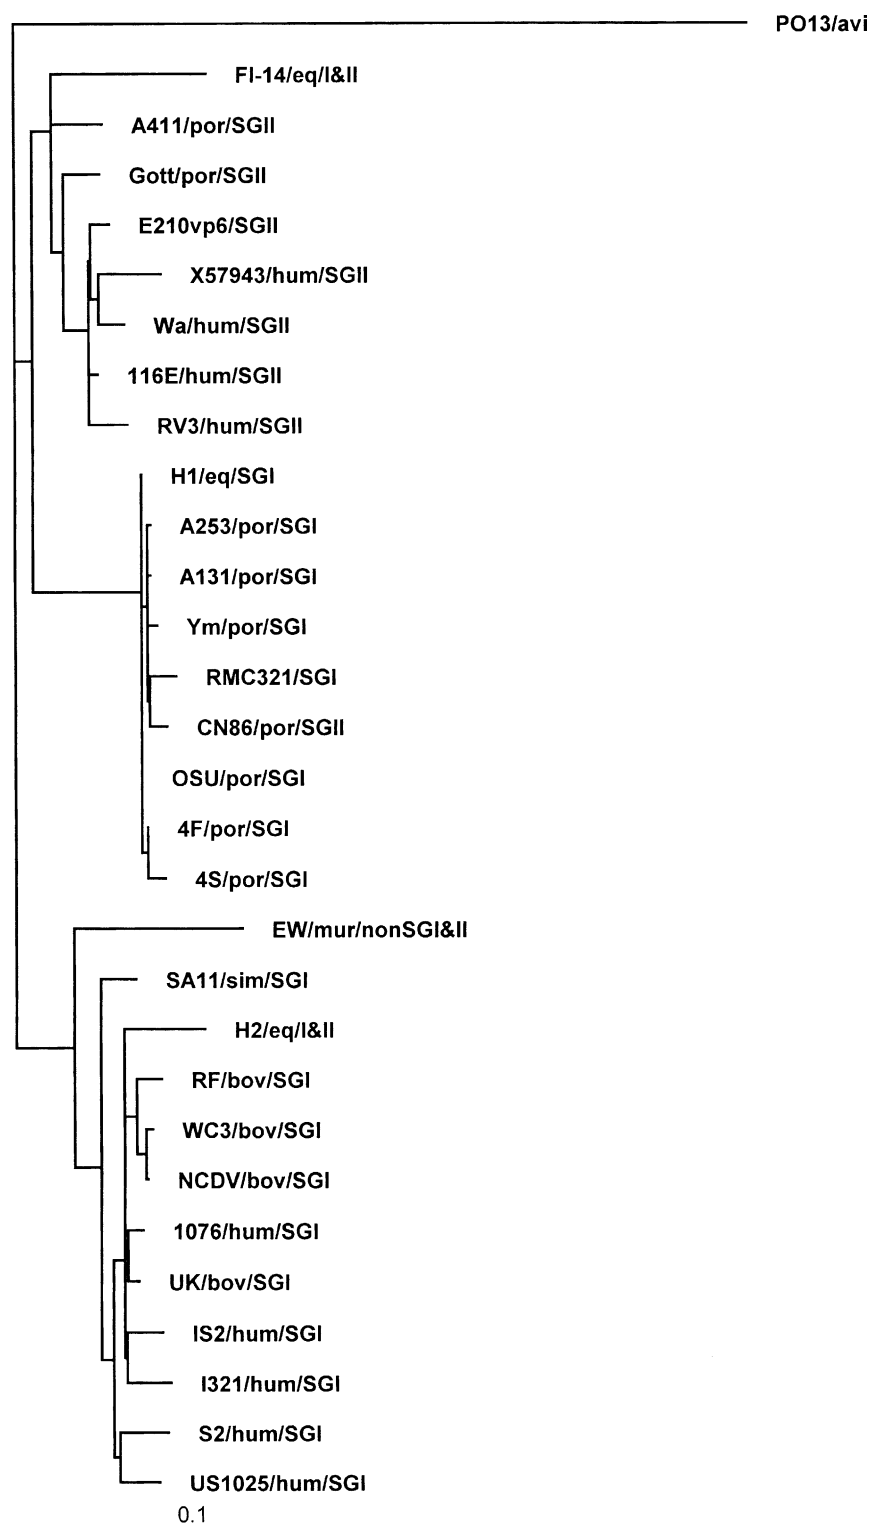 PO13/avi
FI-14/eq/I&II
A411/por/SGII
Gott/por/SGII
E210vp6/SGII
X57943/hum/SGII
Wa/hum/SGII
116E/hum/SGII
RV3/hum/SGII
H1/eq/SGI
A253/por/SGI
A131/por/SGI
Ym/por/SGI
RMC321/SGI
CN86/por/SGII
OSU/por/SGI
4F/por/SGI
4S/por/SGI
EW/mur/nonSGI&II
SA11/sim/SGI
H2/eq/I&II
RF/bov/SGI
WC3/bov/SGI
NCDV/bov/SGI
1076/hum/SGI
UK/bov/SGI
IS2/hum/SGI
I321/hum/SGI
S2/hum/SGI
US1025/hum/SGI
0.1